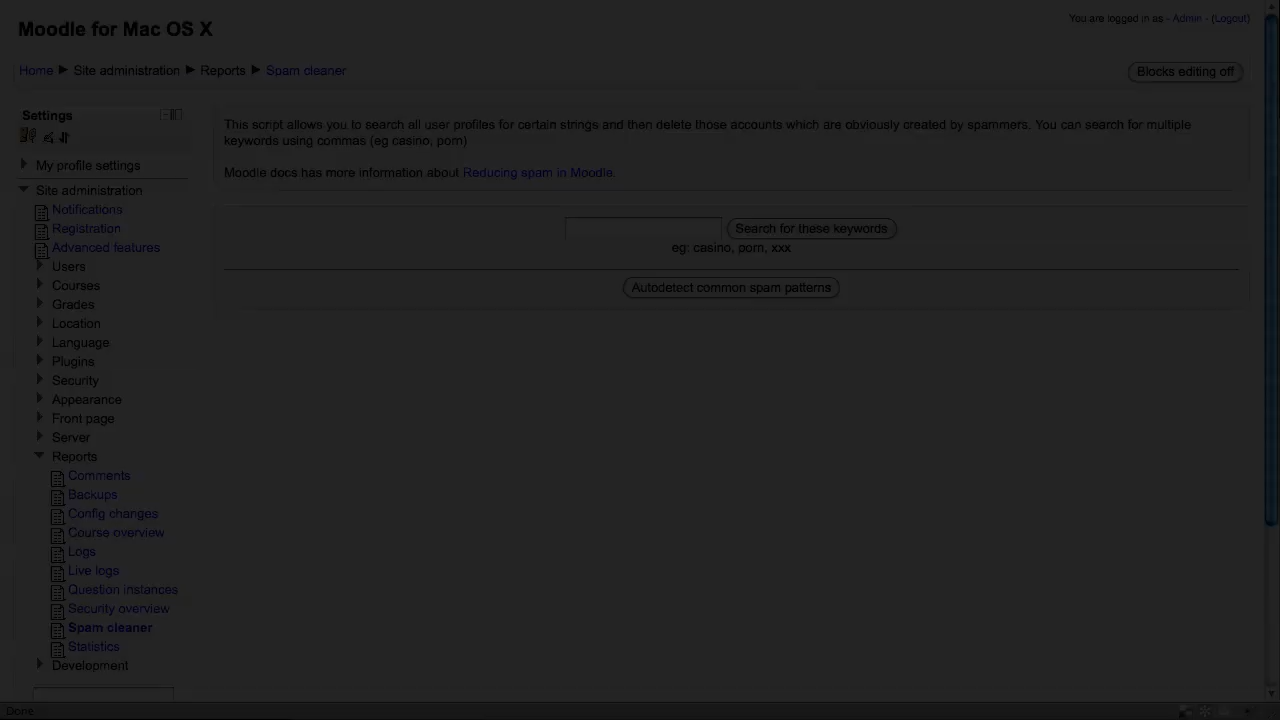 Moodle for Mac OS X
You are logged in as - Admin - (Logout)
Home ► Site administration ► Reports ► Spam cleaner
Blocks editing off
Settings
My profile settings
Site administration
Notifications
Registration
Advanced features
Users
Courses
Grades
Location
Language
Plugins
Security
Appearance
Front page
Server
Reports
Comments
Backups
Config changes
Course overview
Logs
Live logs
Question instances
Security overview
Spam cleaner
Statistics
Development
This script allows you to search all user profiles for certain strings and then delete those accounts which are obviously created by spammers. You can search for multiple
keywords using commas (eg casino, porn)
Moodle docs has more information about Reducing spam in Moodle.
Search for these keywords
eg: casino, porn, xxx
Autodetect common spam patterns
Done